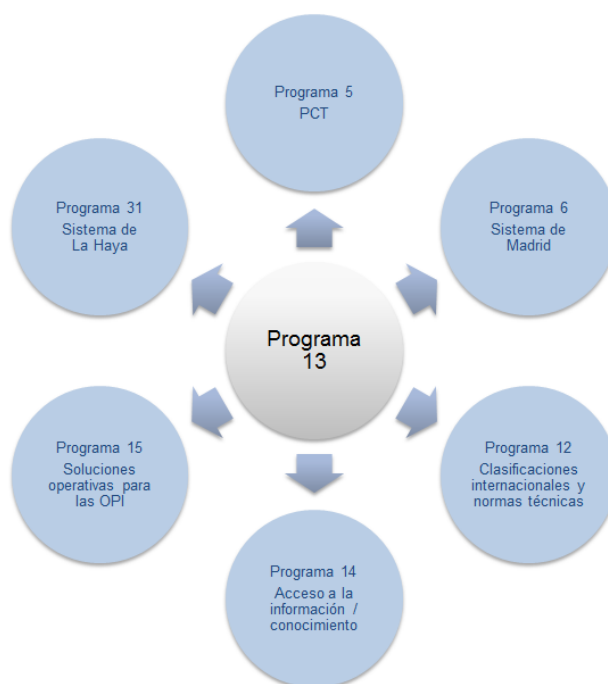 Programa 5
PCT
Programa 31
Sistema de
La Haya
Programa 6
Sistema de
Madrid
Programa
13
Programa 15
Soluciones
operativas para
las OPI
Programa 12
Clasificaciones
internacionales y
normas técnicas
Programa 14
Acceso a la
información /
conocimiento